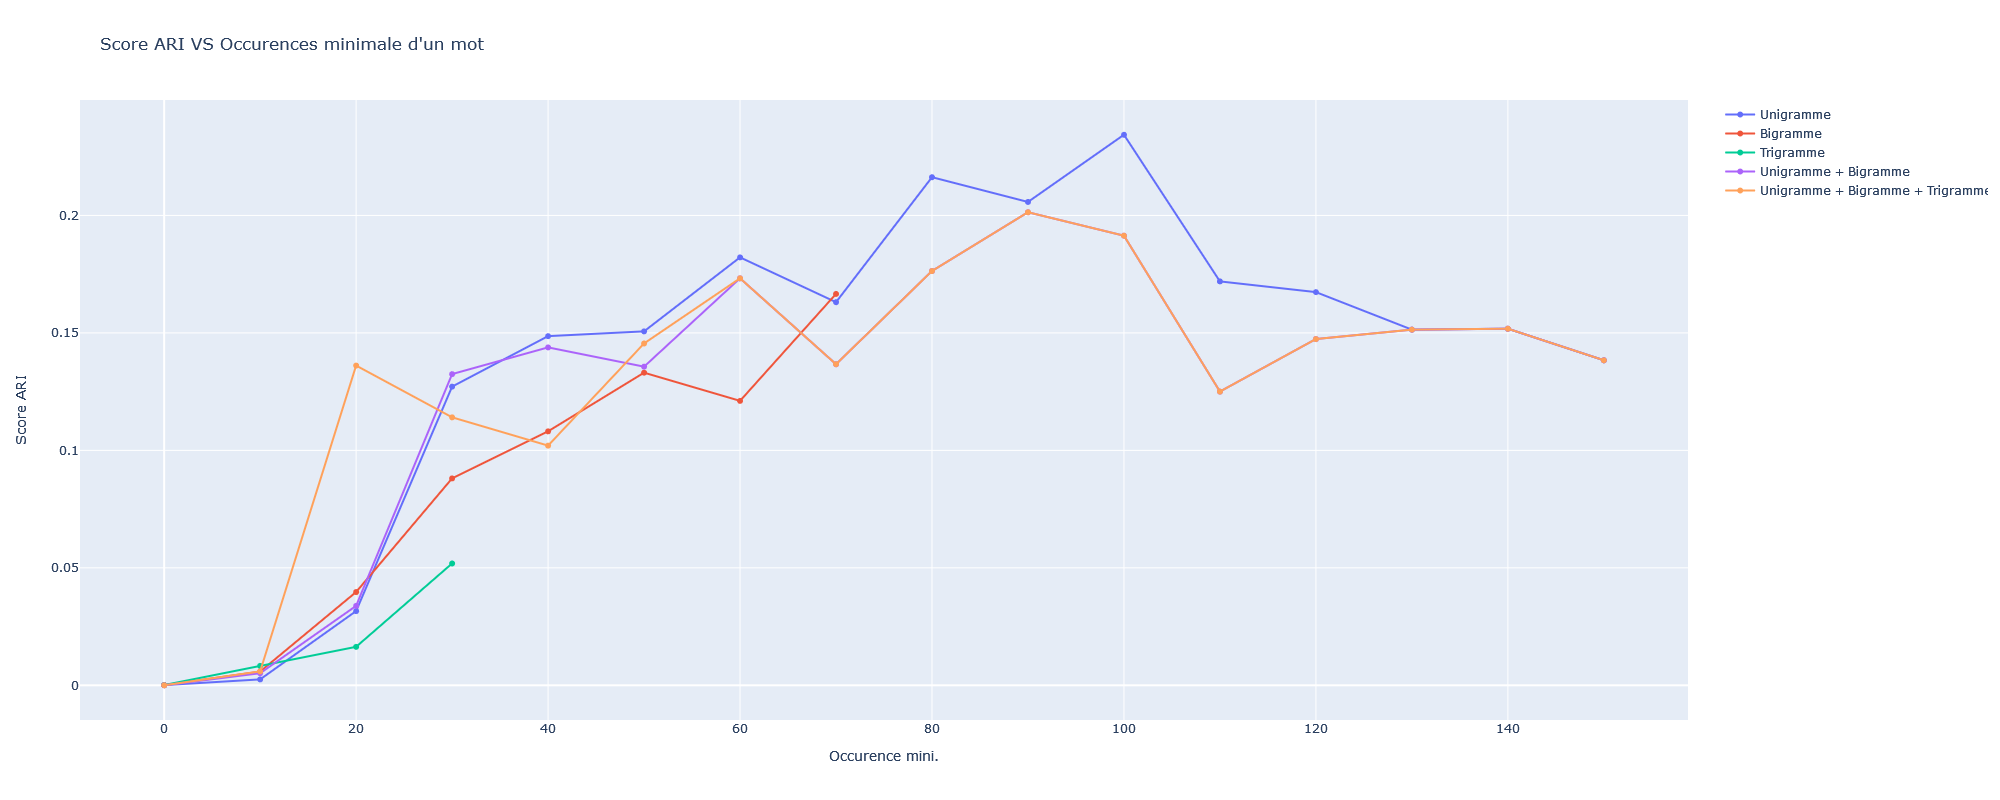 Score ARI VS Occurences minimale d'un mot
Unigramme
Bigramme
Trigramme
Unigramme + Bigramme
Unigramme + Bigramme + Trigramme
Score ARI
0.2
0.15
0.1
0.05
0
0 20 40 60 80 100 120 140
Occurence mini.